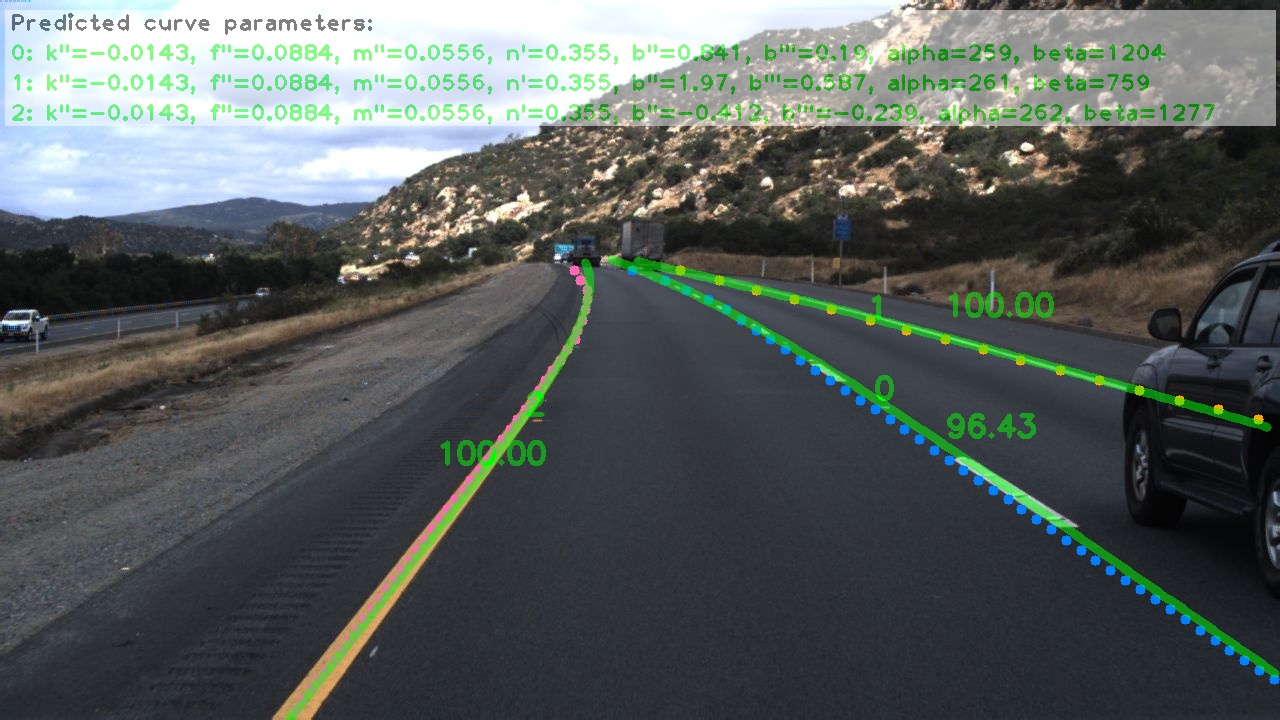 Predicted curve parameters:
0: k''=-0.0143, f''=0.0884, m''=0.0556, n'=0.355, b''=0.841, b'''=0.19, alpha=259, beta=1204
1: k''=-0.0143, f''=0.0884, m''=0.0556, n'=0.355, b''=1.97, b'''=0.587, alpha=261, beta=759
2: k''=-0.0143, f''=0.0884, m''=0.0556, n'=0.355, b''=-0.412, b'''=-0.239, alpha=262, beta=1277
1 100.00
0
96.43
100.00